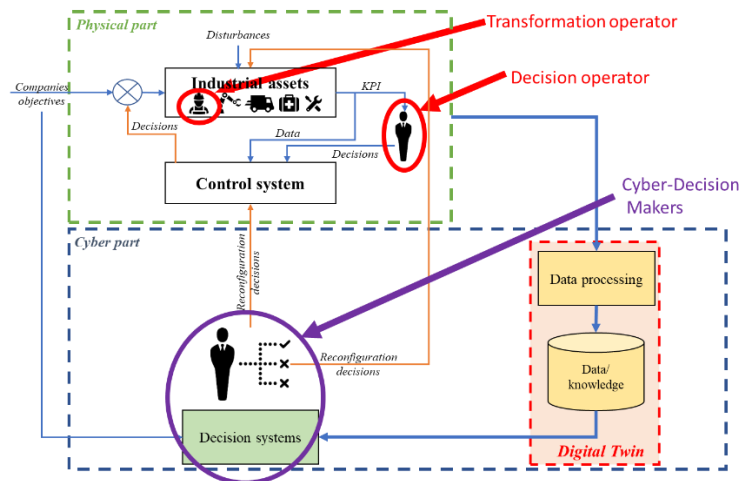 Transformation operator
Physical part
Disturbances
Decision operator
Companies
objectives
Industrial assets
KPI
Decisions
Data
Decisions
Control system
Cyber-Decision
Makers
Cyber part
Reconfiguration
decisions
Data processing
Reconfiguration
decisions
Data/
knowledge
Decision systems
Digital Twin